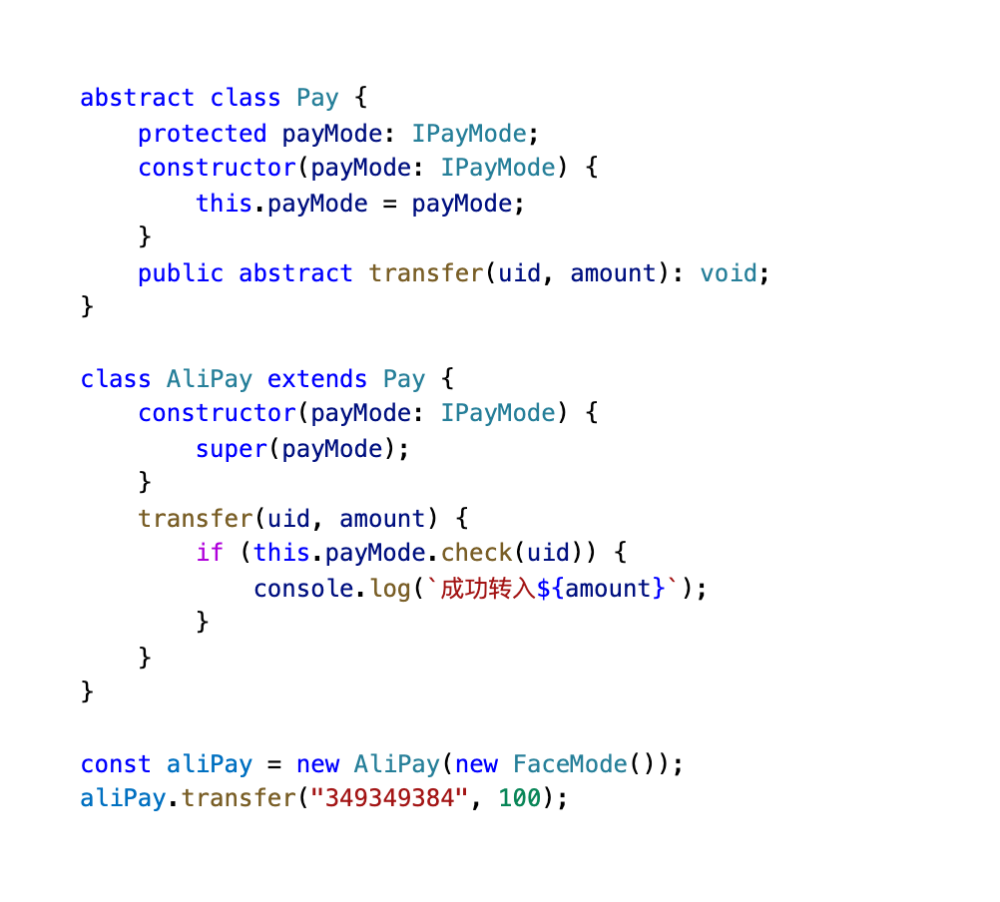 abstract class Pay {
    protected payMode: IPayMode;
    constructor(payMode: IPayMode) {
        this.payMode = payMode;
    }
    public abstract transfer(uid, amount): void;
}

class AliPay extends Pay {
    constructor(payMode: IPayMode) {
        super(payMode);
    }
    transfer(uid, amount) {
        if (this.payMode.check(uid)) {
            console.log(`成功转入${amount}`);
        }
    }
}

const aliPay = new AliPay(new FaceMode());
aliPay.transfer("349349384", 100);